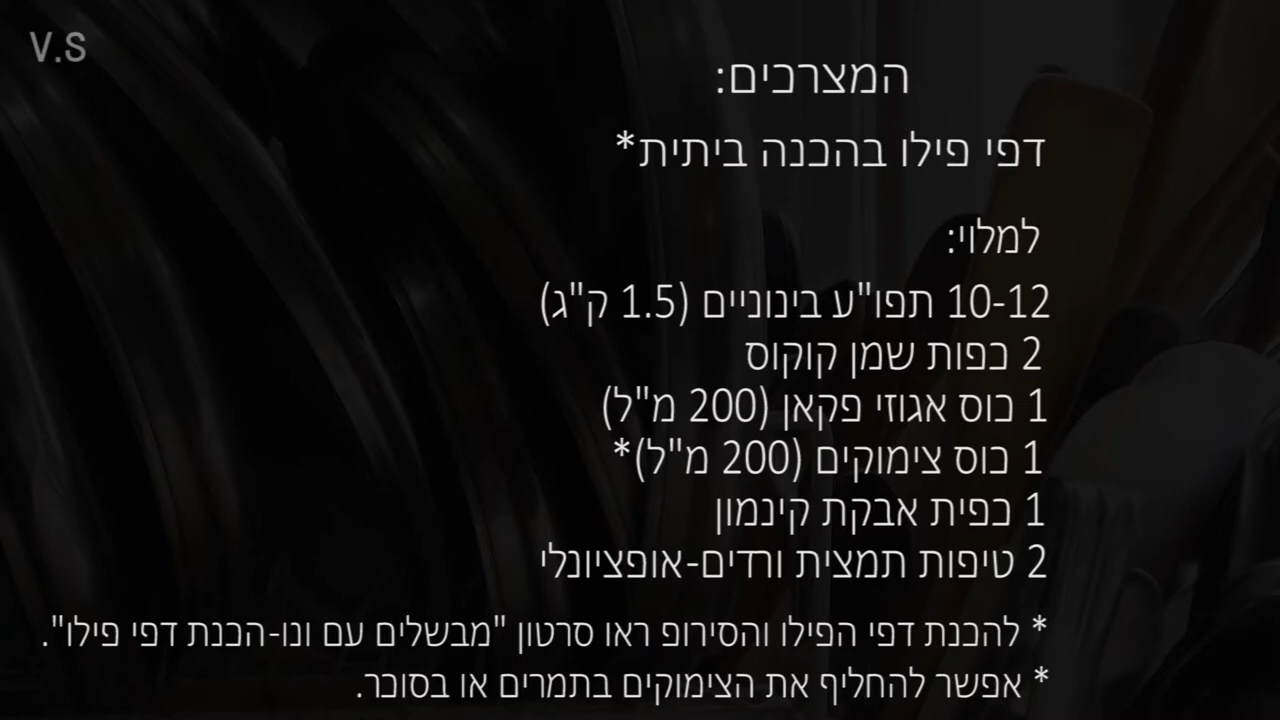 V.S
המצרכים:
דפי פילו בהכנה ביתית*
למלוי:
10-12 תפו"ע בינוניים (1.5 ק"ג)
2 כפות שמן קוקוס
1 כוס אגוזי פקאן (200 מ"ל)
1 כוס צימוקים (200 מ"ל)*
1 כפית אבקת קינמון
2 טיפות תמצית ורדים-אופציונלי
* להכנת דפי הפילו והסירופ ראו סרטון "מבשלים עם ונו-הכנת דפי פילו".
* אפשר להחליף את הצימוקים בתמרים או בסוכר.